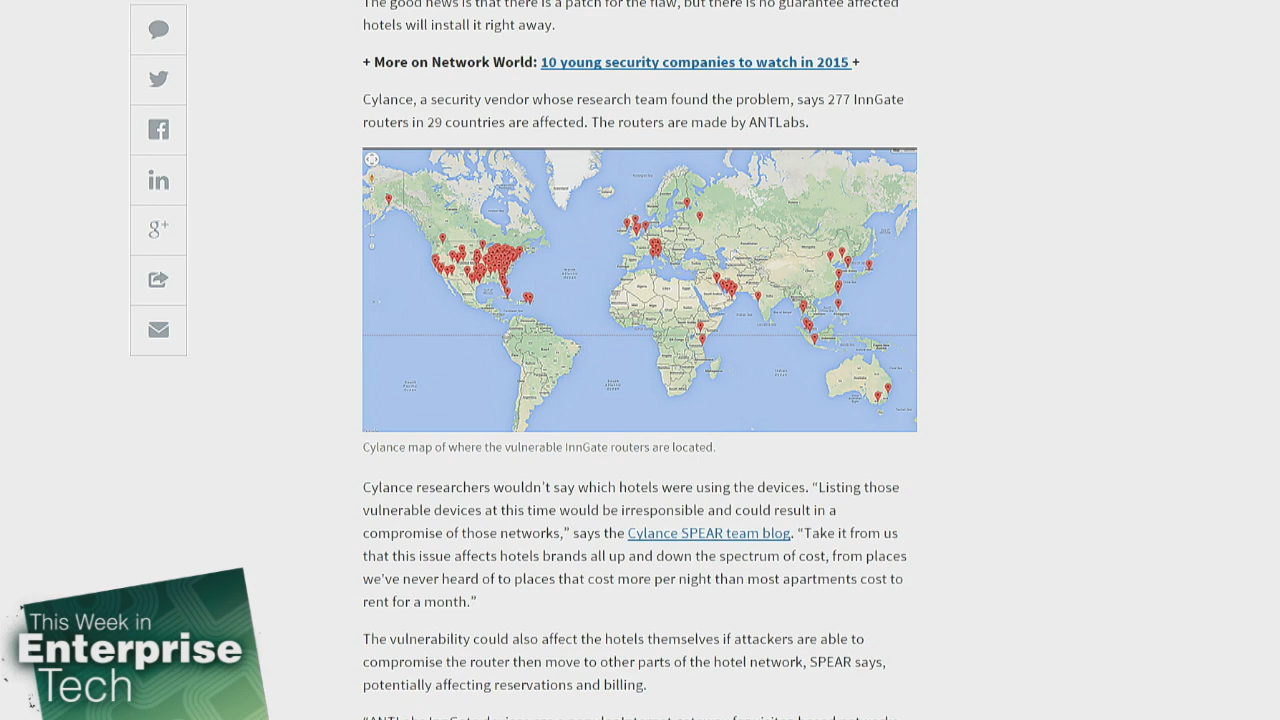 The good news is that there is a patch for the flaw, but there is no guarantee affected
hotels will install it right away.
+ More on Network World: 10 young security companies to watch in 2015 +
Cylance, a security vendor whose research team found the problem, says 277 InnGate
routers in 29 countries are affected. The routers are made by ANTLabs.
Cylance map of where the vulnerable InnGate routers are located.
Cylance researchers wouldn't say which hotels were using the devices. “Listing those
vulnerable devices at this time would be irresponsible and could result in a
compromise of those networks,” says the Cylance SPEAR team blog. “Take it from us
that this issue affects hotels brands all up and down the spectrum of cost, from places
we've never heard of to places that cost more per night than most apartments cost to
rent for a month.”
The vulnerability could also affect the hotels themselves if attackers are able to
compromise the router then move to other parts of the hotel network, SPEAR says,
potentially affecting reservations and billing.
in
g+
This Week in
Enterprise
Tech